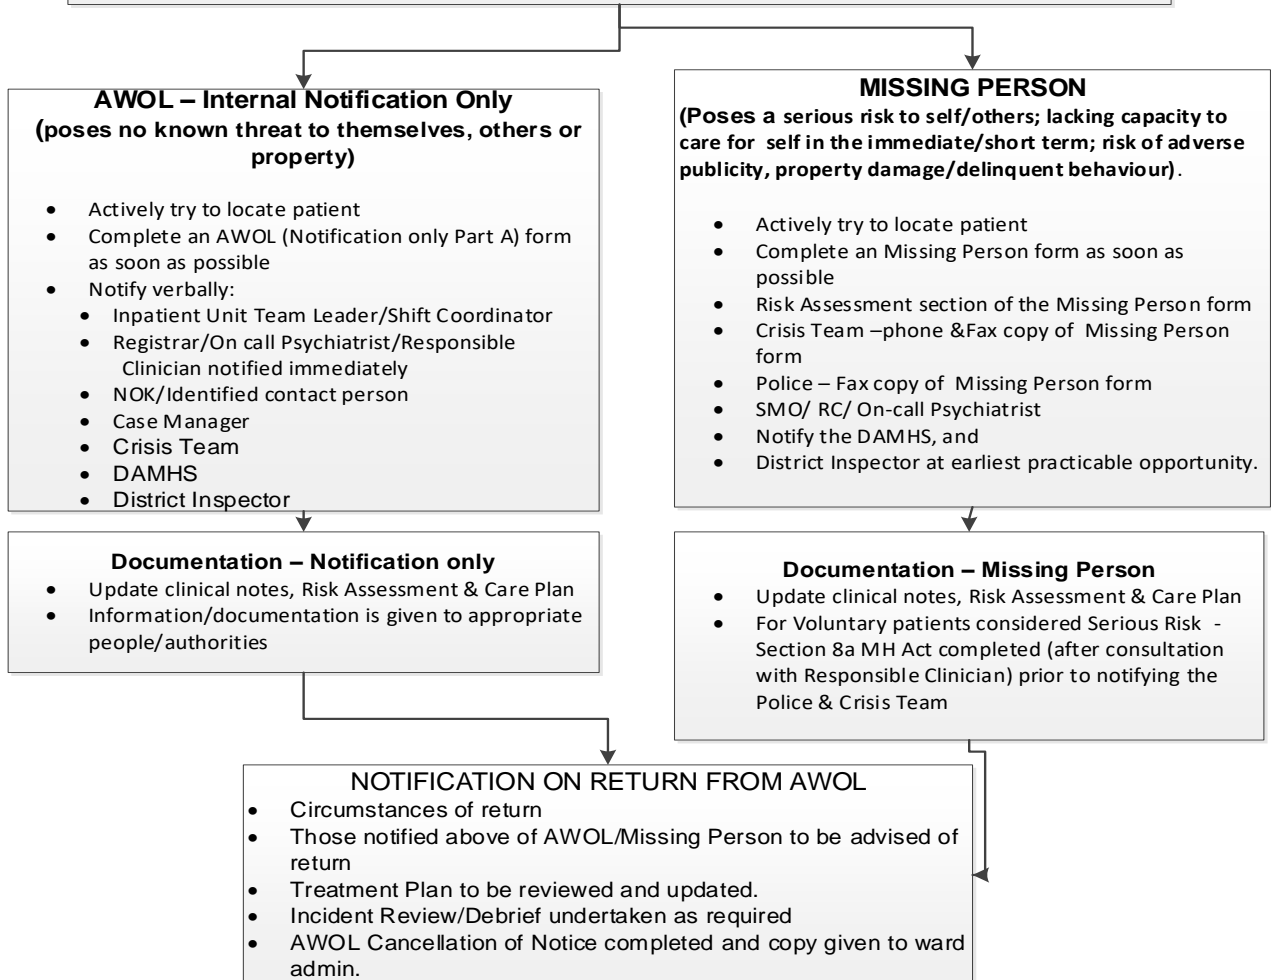 AWOL – Internal Notification Only
(poses no known threat to themselves, others or
property)
• Actively try to locate patient
• Complete an AWOL (Notification only Part A) form
as soon as possible
• Notify verbally:
• Inpatient Unit Team Leader/Shift Coordinator
• Registrar/On call Psychiatrist/Responsible
Clinician notified immediately
• NOK/Identified contact person
• Case Manager
• Crisis Team
• DAMHS
• District Inspector
MISSING PERSON
(Poses a serious risk to self/others; lacking capacity to
care for self in the immediate/short term; risk of adverse
publicity, property damage/delinquent behaviour).
• Actively try to locate patient
• Complete an Missing Person form as soon as
possible
• Risk Assessment section of the Missing Person form
• Crisis Team –phone &Fax copy of Missing Person
form
• Police – Fax copy of Missing Person form
• SMO/ RC/ On-call Psychiatrist
• Notify the DAMHS, and
• District Inspector at earliest practicable opportunity.
Documentation – Notification only
• Update clinical notes, Risk Assessment & Care Plan
• Information/documentation is given to appropriate
people/authorities
Documentation – Missing Person
• Update clinical notes, Risk Assessment & Care Plan
• For Voluntary patients considered Serious Risk -
Section 8a MH Act completed (after consultation
with Responsible Clinician) prior to notifying the
Police & Crisis Team
NOTIFICATION ON RETURN FROM AWOL
• Circumstances of return
• Those notified above of AWOL/Missing Person to be advised of
return
• Treatment Plan to be reviewed and updated.
• Incident Review/Debrief undertaken as required
• AWOL Cancellation of Notice completed and copy given to ward
admin.